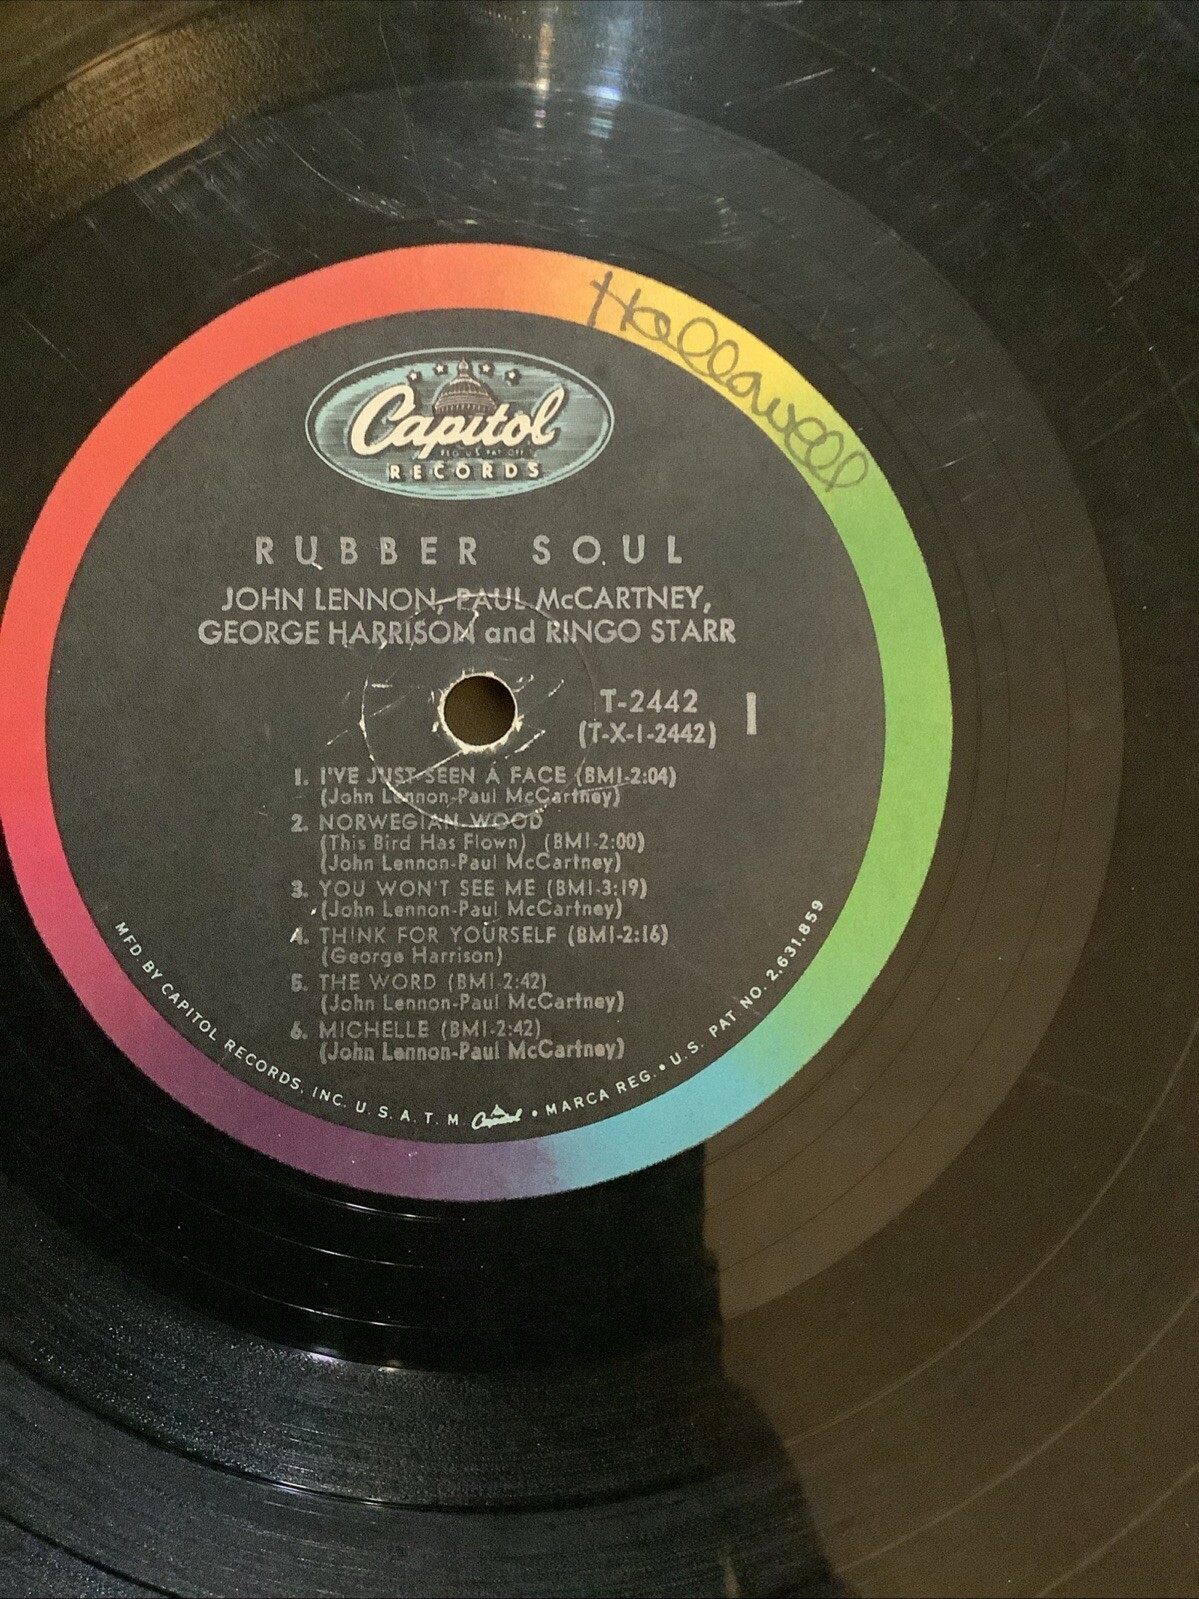 Hallowell
Capitol
REG. U.S. PAT. OFF.
RECORDS
RUBBER SOUL
JOHN LENNON, PAUL McCARTNEY,
GEORGE HARRISON and RINGO STARR
T-2442
(T-X-1-2442)
1
1. I'VE JUST SEEN A FACE (BMI-2:04)
(John Lennon-Paul McCartney)
2. NORWEGIAN WOOD
(This Bird Has Flown) (BMI-2:00)
(John Lennon-Paul McCartney)
3. YOU WON'T SEE ME (BMI-3:19)
(John Lennon-Paul McCartney)
4. THINK FOR YOURSELF (BMI-2:16)
(George Harrison)
5. THE WORD (BMI-2:42)
(John Lennon-Paul McCartney)
6. MICHELLE (BMI-2:42)
(John Lennon-Paul McCartney)
MFD. BY CAPITOL RECORDS, INC. U.S.A. T.M. Capitol • MARCA REG. • U.S. PAT. NO. 2,631,859